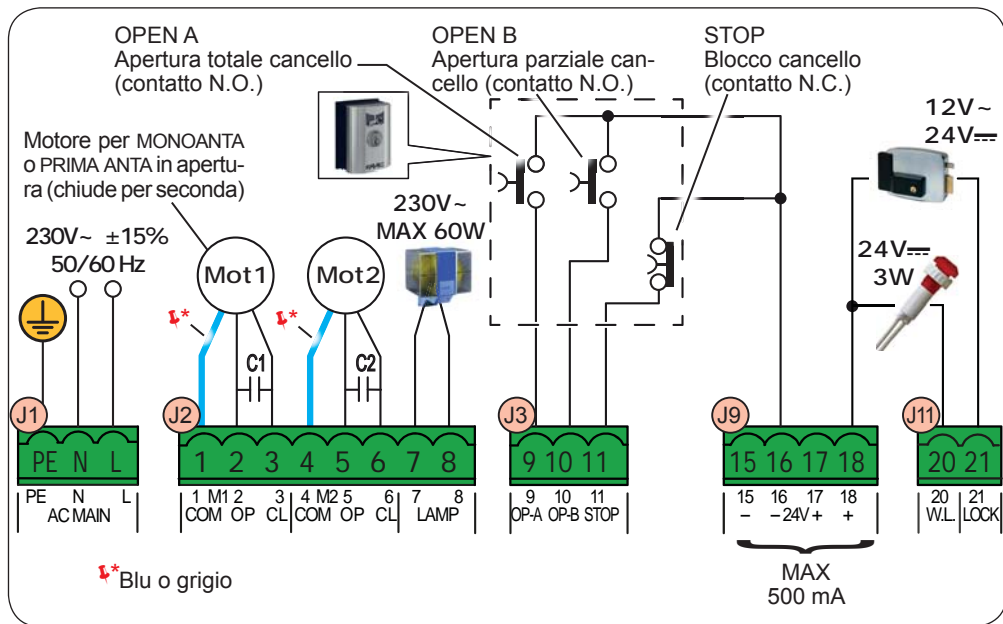 OPEN A
Apertura totale cancello
(contatto N.O.)
OPEN B
Apertura parziale can-
cello (contatto N.O.)
STOP
Blocco cancello
(contatto N.C.)
Motore per MONOANTA
o PRIMA ANTA in apertu-
ra (chiude per seconda)
230V~ ±15%
50/60 Hz
Mot1
Mot2
230V~
MAX 60W
12V~
24V⎓
24V⎓
3W
*
*
C1
C2
J1
J2
J3
J9
J11
PE N L
1 2 3 4 5 6 7 8
9 10 11
15 16 17 18
20 21
PE N L
AC MAIN
1 M1 2 3 4 M2 5 6 7 8
COM OP CL COM OP CL LAMP
9 10 11
OP-A OP-B STOP
15 16 17 18
− −24V+ +
20 21
W.L. LOCK
MAX
500 mA
*Blu o grigio